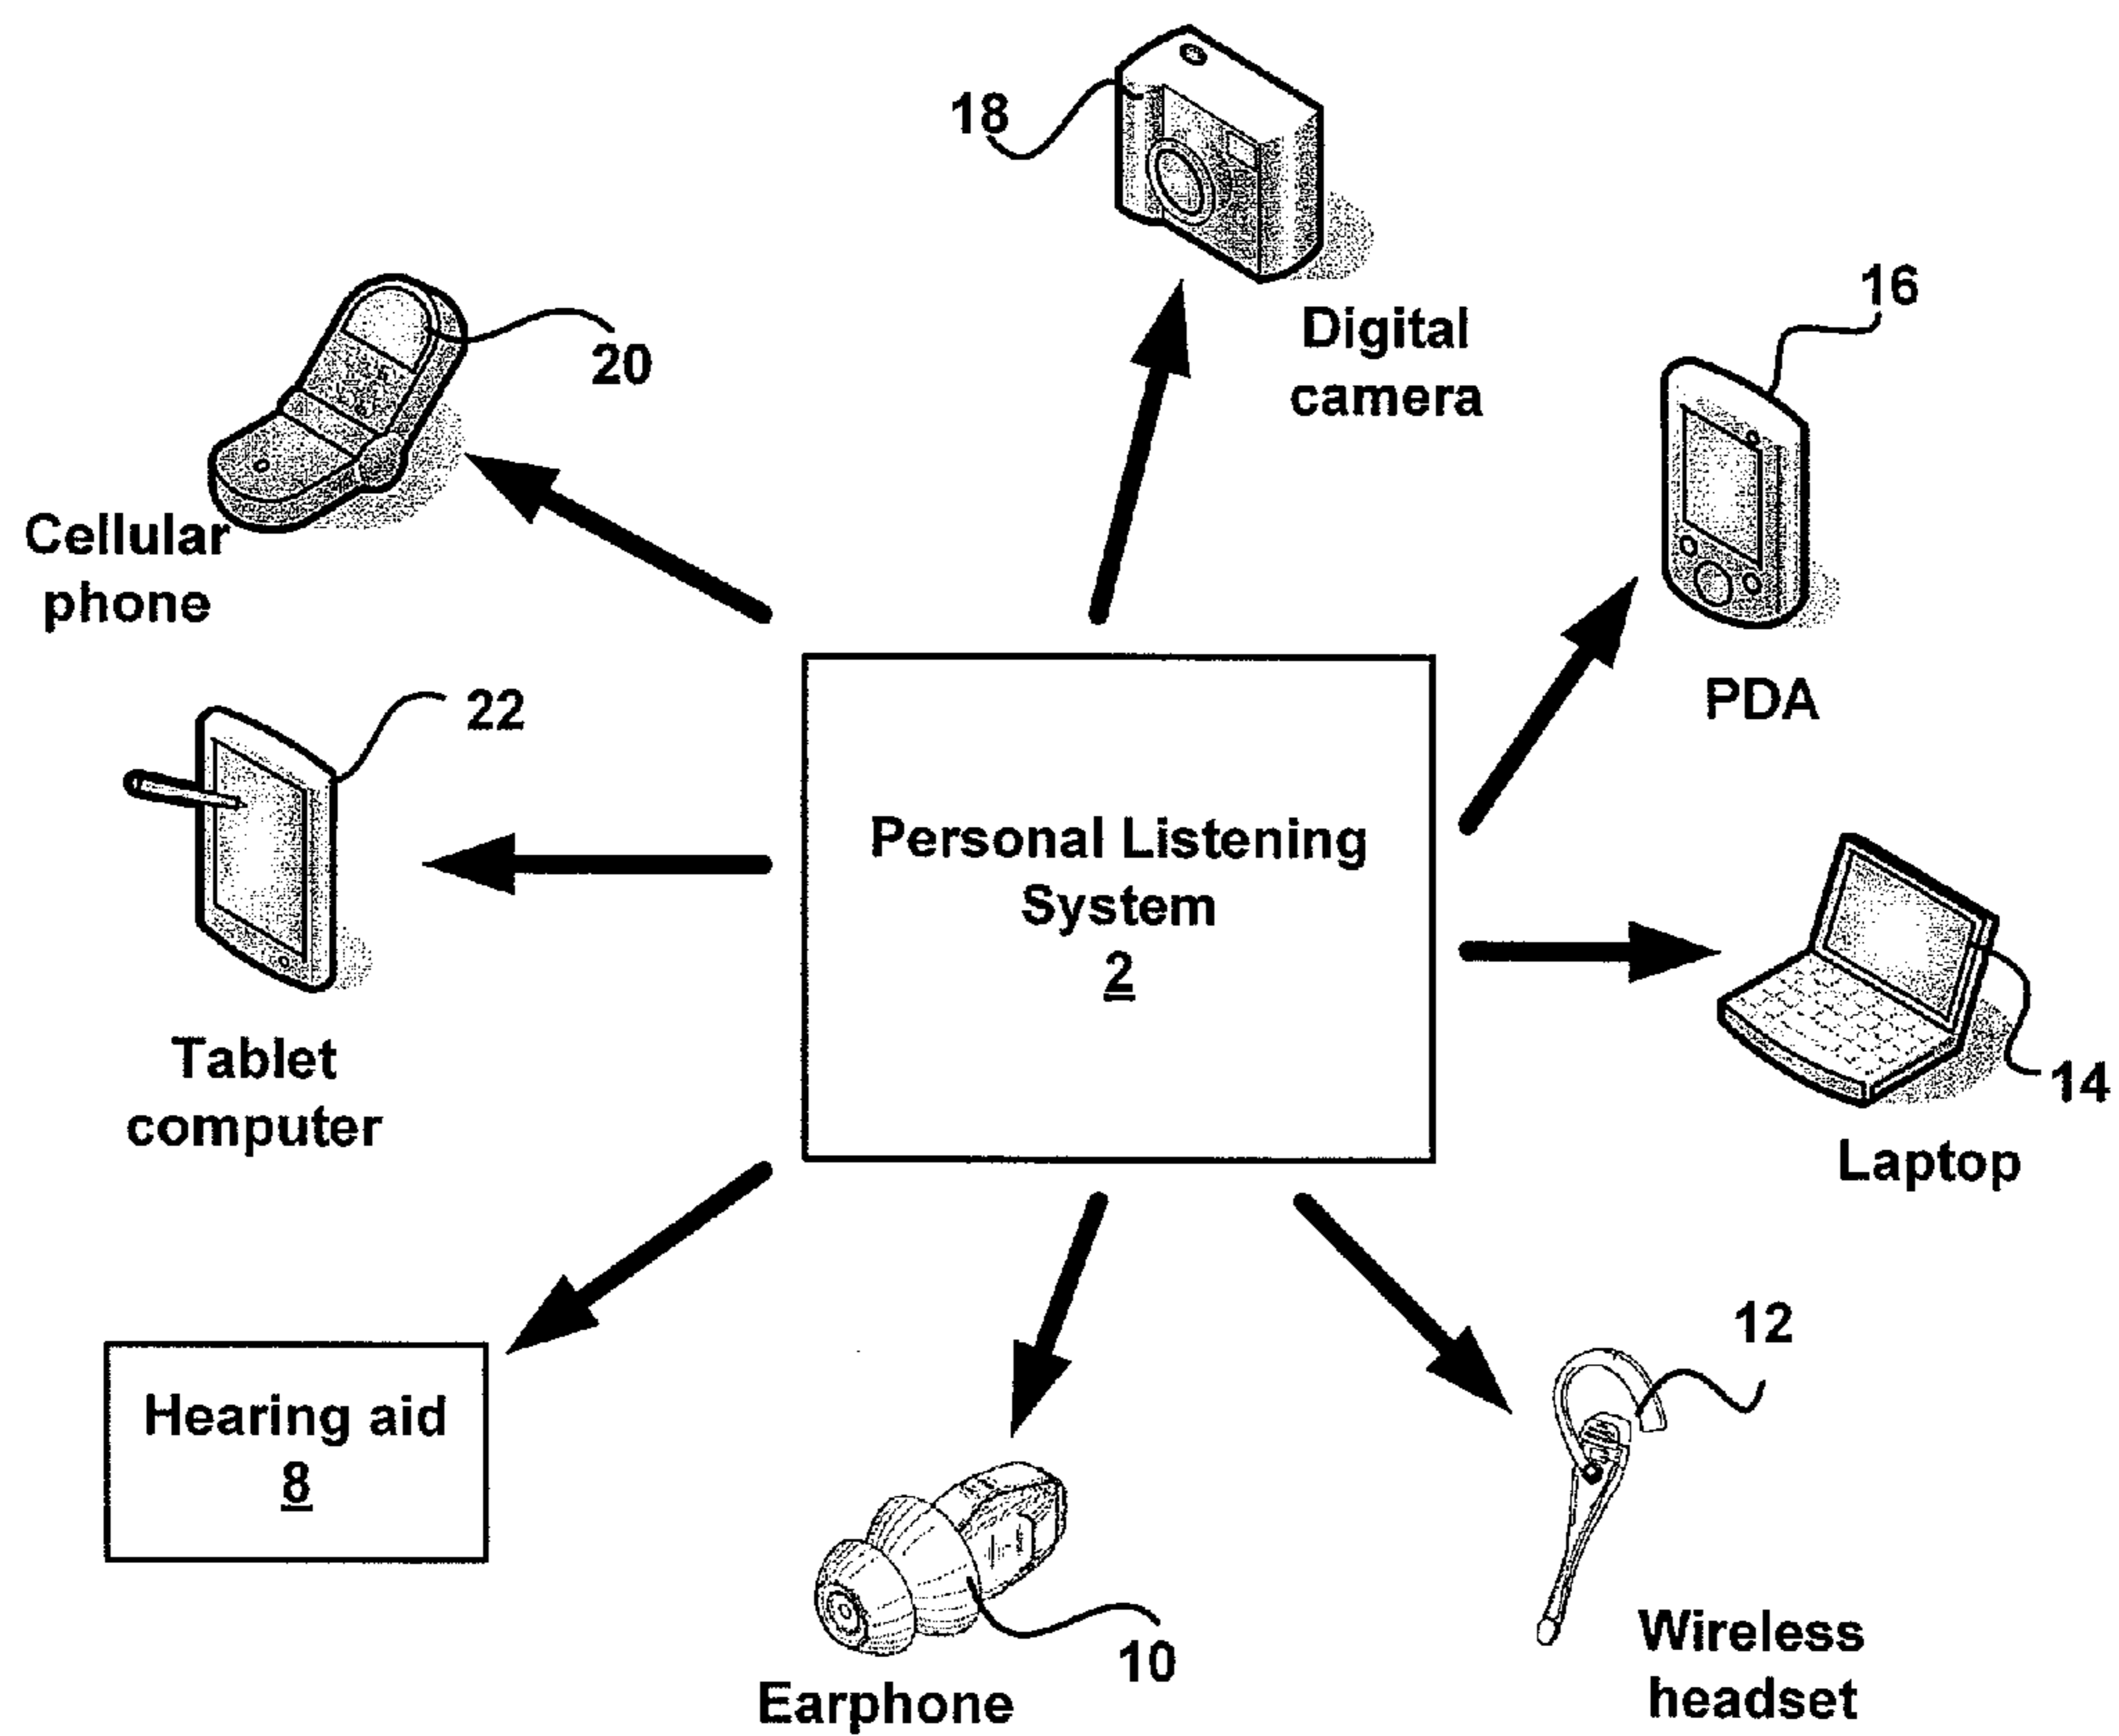 18
Digital
camera
16
PDA
20
Cellular
phone
22
Tablet
computer
Personal Listening
System
2
14
Laptop
Hearing aid
8
10
Earphone
12
Wireless
headset